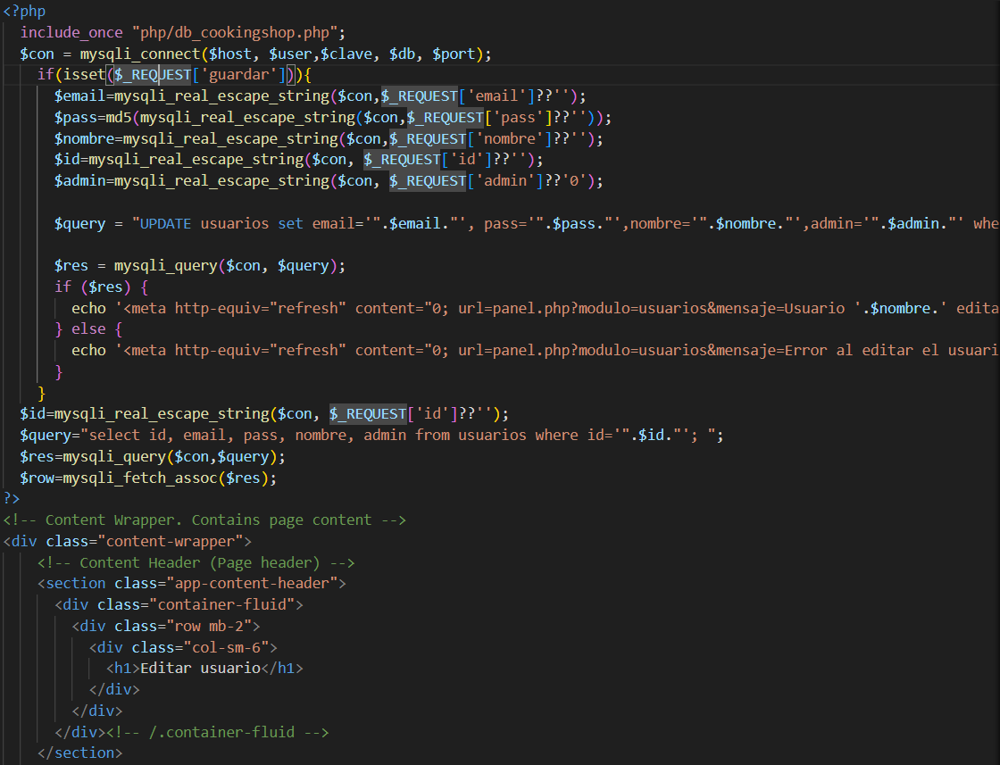 <?php
include_once "php/db_cookingshop.php";
$con = mysqli_connect($host, $user,$clave, $db, $port);
if(isset($_REQUEST['guardar'])){
$email=mysqli_real_escape_string($con,$_REQUEST['email']??'');
$pass=md5(mysqli_real_escape_string($con,$_REQUEST['pass']??''));
$nombre=mysqli_real_escape_string($con,$_REQUEST['nombre']??'');
$id=mysqli_real_escape_string($con, $_REQUEST['id']??'');
$admin=mysqli_real_escape_string($con, $_REQUEST['admin']??'0');
$query = "UPDATE usuarios set email='".$email."', pass='".$pass."',nombre='".$nombre."',admin='".$admin."' whe
$res = mysqli_query($con, $query);
if ($res) {
echo '<meta http-equiv="refresh" content="0; url=panel.php?modulo=usuarios&mensaje=Usuario '.$nombre.' edita
} else {
echo '<meta http-equiv="refresh" content="0; url=panel.php?modulo=usuarios&mensaje=Error al editar el usuari
}
}
$id=mysqli_real_escape_string($con, $_REQUEST['id']??'');
$query="select id, email, pass, nombre, admin from usuarios where id='".$id."'; ";
$res=mysqli_query($con,$query);
$row=mysqli_fetch_assoc($res);
?>
<!-- Content Wrapper. Contains page content -->
<div class="content-wrapper">
<!-- Content Header (Page header) -->
<section class="app-content-header">
<div class="container-fluid">
<div class="row mb-2">
<div class="col-sm-6">
<h1>Editar usuario</h1>
</div>
</div>
</div><!-- /.container-fluid -->
</section>